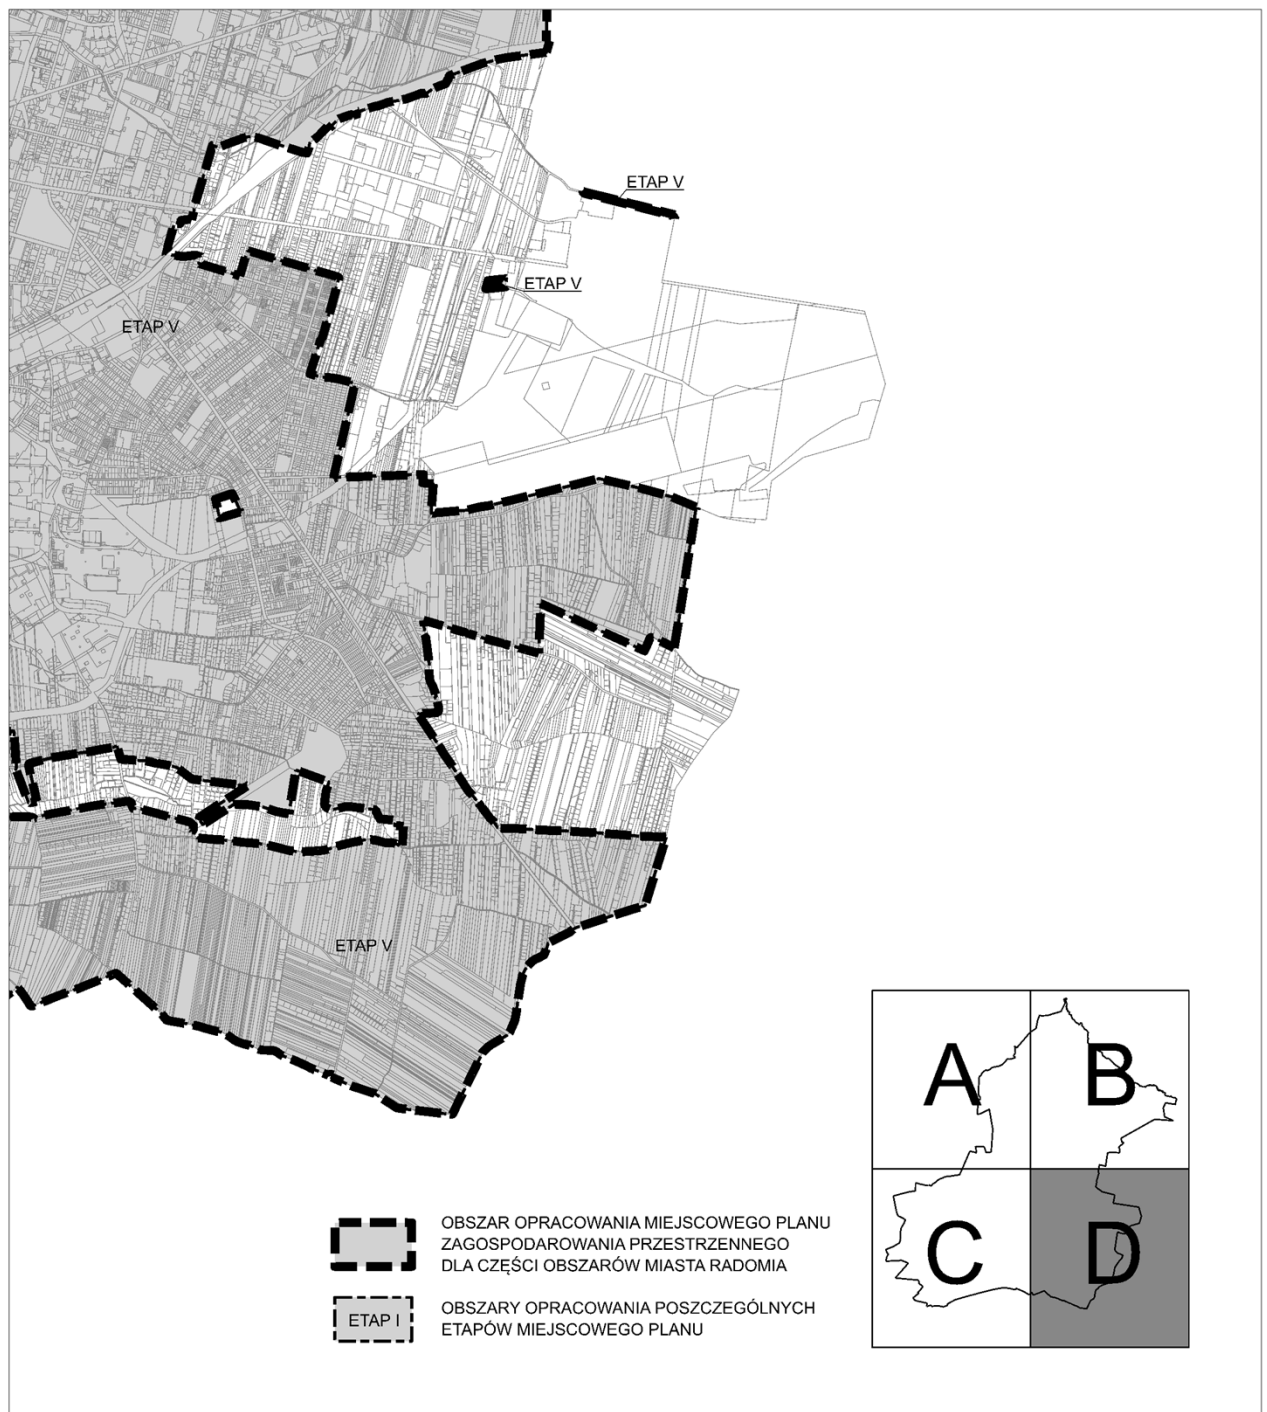 ETAP V
ETAP V
ETAP V
ETAP V
A
B
C
D
OBSZAR OPRACOWANIA MIEJSCOWEGO PLANU
ZAGOSPODAROWANIA PRZESTRZENNEGO
DLA CZĘŚCI OBSZARÓW MIASTA RADOMIA
ETAP I
OBSZARY OPRACOWANIA POSZCZEGÓLNYCH
ETAPÓW MIEJSCOWEGO PLANU